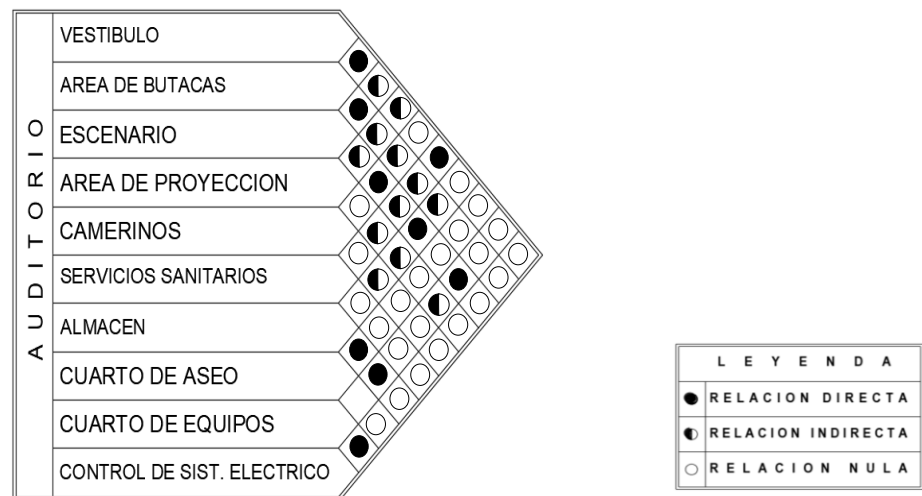 AUDITORIO
VESTIBULO
AREA DE BUTACAS
ESCENARIO
AREA DE PROYECCION
CAMERINOS
SERVICIOS SANITARIOS
ALMACEN
CUARTO DE ASEO
CUARTO DE EQUIPOS
CONTROL DE SIST. ELECTRICO
LEYENDA
RELACION DIRECTA
RELACION INDIRECTA
RELACION NULA